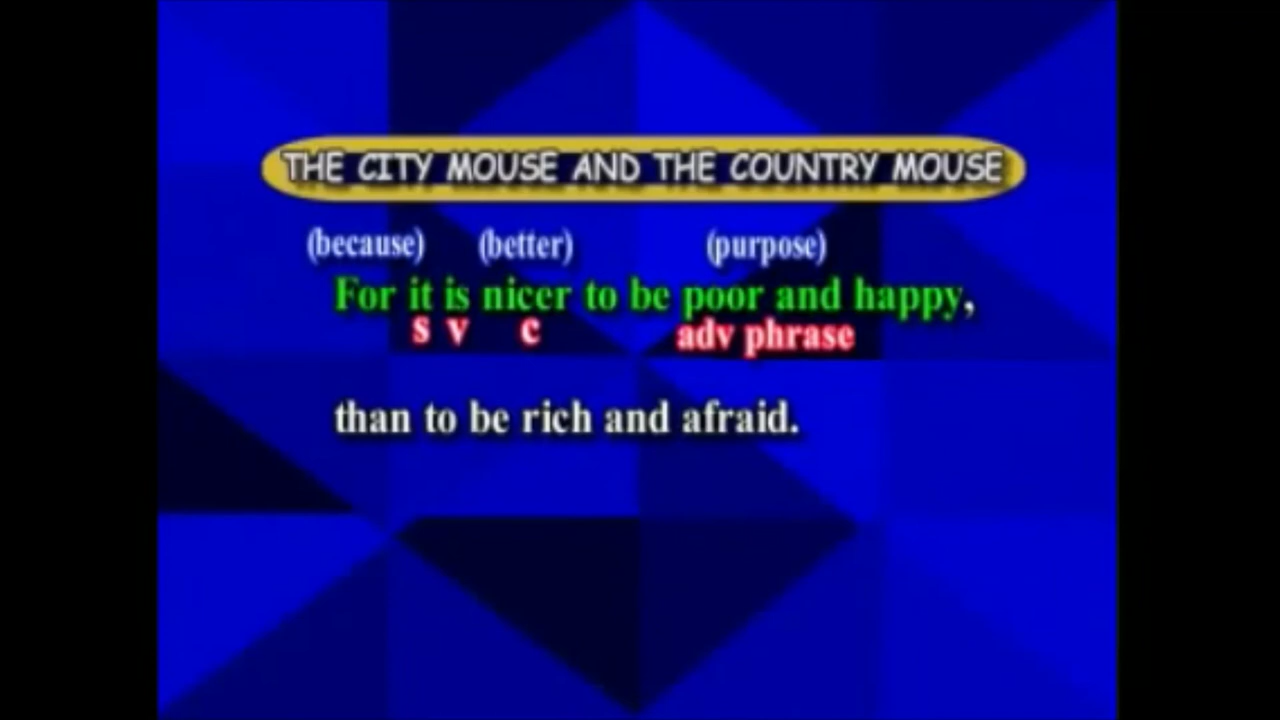 THE CITY MOUSE AND THE COUNTRY MOUSE
(because) (better) (purpose)
For it is nicer to be poor and happy,
s v c adv phrase
than to be rich and afraid.